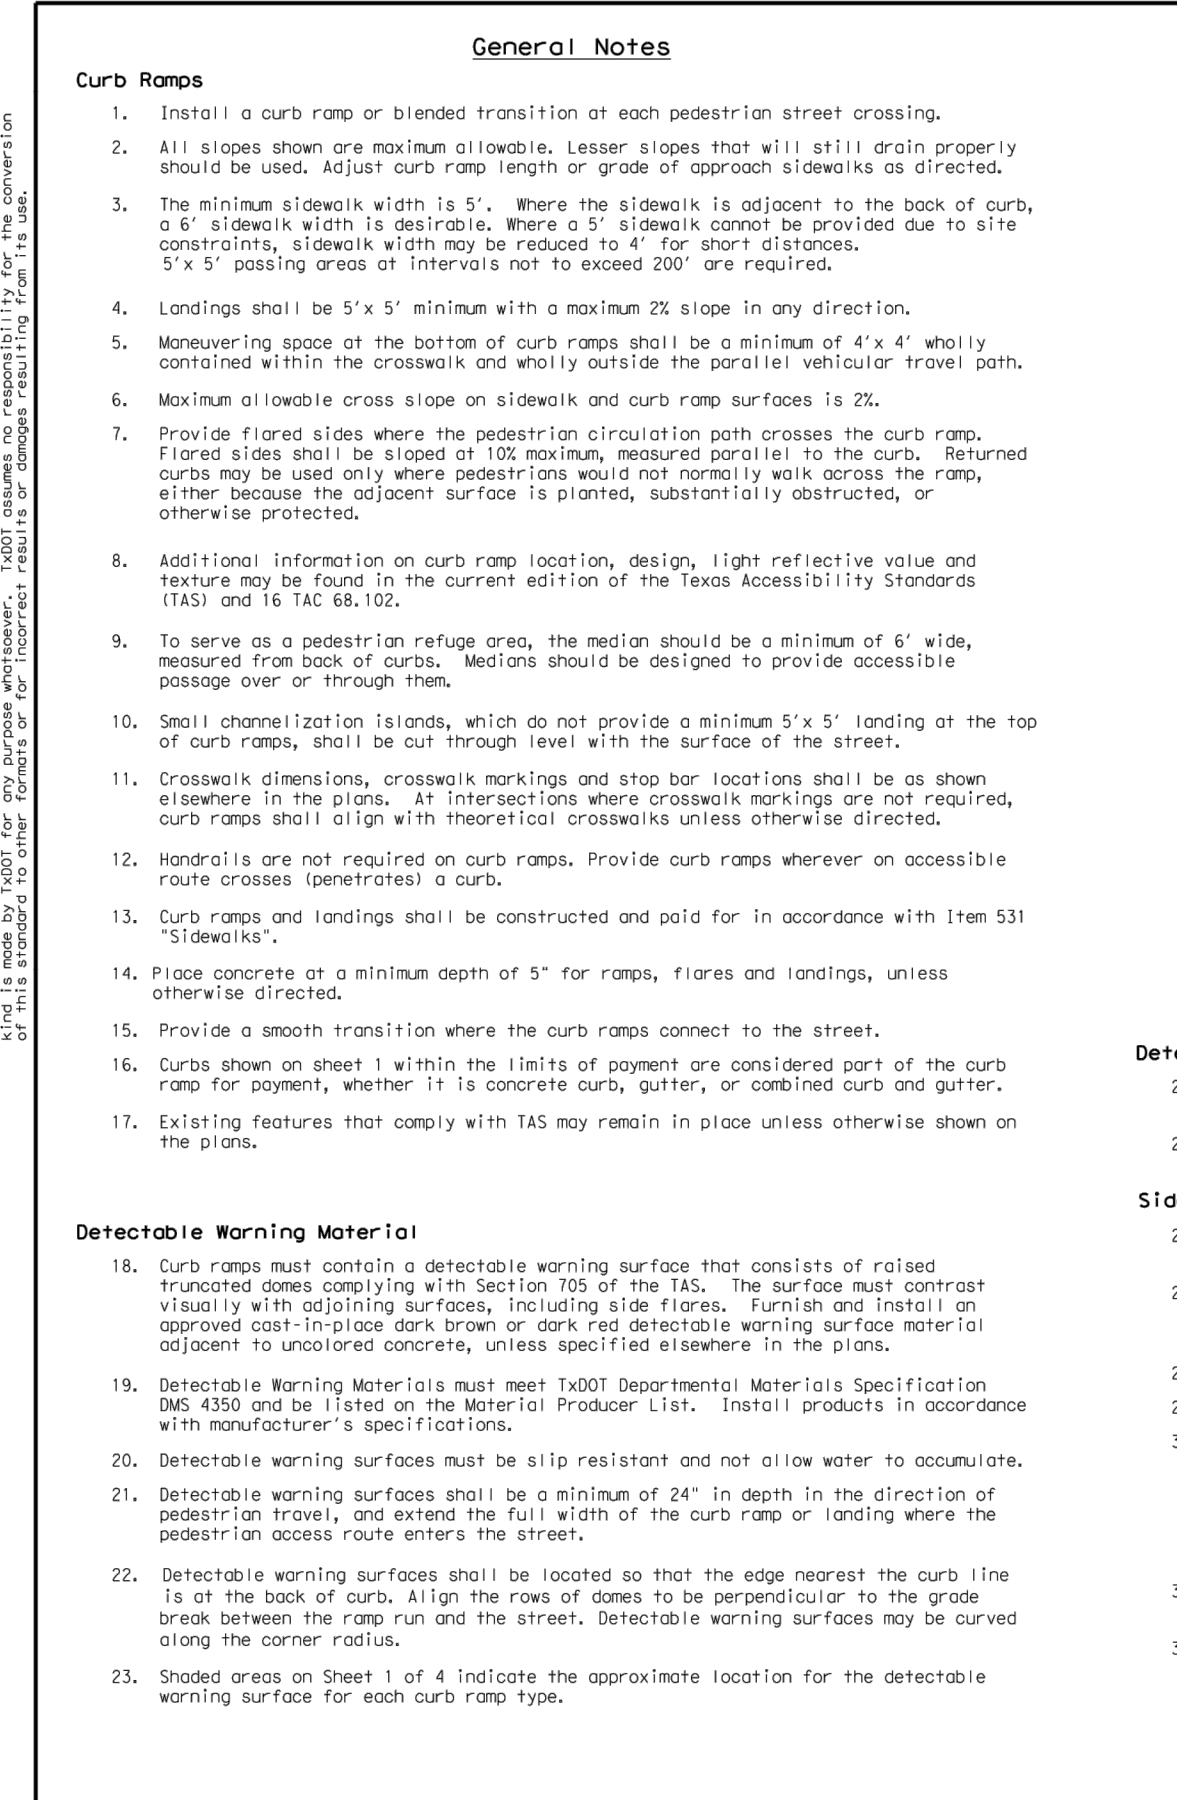 kind is made by TxDOT for any purpose whatsoever. TxDOT assumes no responsibility for the conversion
of this standard to other formats or for incorrect results or damages resulting from its use.
General Notes
Curb Ramps
1. Install a curb ramp or blended transition at each pedestrian street crossing.
2. All slopes shown are maximum allowable. Lesser slopes that will still drain properly
should be used. Adjust curb ramp length or grade of approach sidewalks as directed.
3. The minimum sidewalk width is 5'. Where the sidewalk is adjacent to the back of curb,
a 6' sidewalk width is desirable. Where a 5' sidewalk cannot be provided due to site
constraints, sidewalk width may be reduced to 4' for short distances.
5'x 5' passing areas at intervals not to exceed 200' are required.
4. Landings shall be 5'x 5' minimum with a maximum 2% slope in any direction.
5. Maneuvering space at the bottom of curb ramps shall be a minimum of 4'x 4' wholly
contained within the crosswalk and wholly outside the parallel vehicular travel path.
6. Maximum allowable cross slope on sidewalk and curb ramp surfaces is 2%.
7. Provide flared sides where the pedestrian circulation path crosses the curb ramp.
Flared sides shall be sloped at 10% maximum, measured parallel to the curb. Returned
curbs may be used only where pedestrians would not normally walk across the ramp,
either because the adjacent surface is planted, substantially obstructed, or
otherwise protected.
8. Additional information on curb ramp location, design, light reflective value and
texture may be found in the current edition of the Texas Accessibility Standards
(TAS) and 16 TAC 68.102.
9. To serve as a pedestrian refuge area, the median should be a minimum of 6' wide,
measured from back of curbs. Medians should be designed to provide accessible
passage over or through them.
10. Small channelization islands, which do not provide a minimum 5'x 5' landing at the top
of curb ramps, shall be cut through level with the surface of the street.
11. Crosswalk dimensions, crosswalk markings and stop bar locations shall be as shown
elsewhere in the plans. At intersections where crosswalk markings are not required,
curb ramps shall align with theoretical crosswalks unless otherwise directed.
12. Handrails are not required on curb ramps. Provide curb ramps wherever on accessible
route crosses (penetrates) a curb.
13. Curb ramps and landings shall be constructed and paid for in accordance with Item 531
"Sidewalks".
14. Place concrete at a minimum depth of 5" for ramps, flares and landings, unless
otherwise directed.
15. Provide a smooth transition where the curb ramps connect to the street.
16. Curbs shown on sheet 1 within the limits of payment are considered part of the curb
ramp for payment, whether it is concrete curb, gutter, or combined curb and gutter.
17. Existing features that comply with TAS may remain in place unless otherwise shown on
the plans.
Detectable Warning Material
18. Curb ramps must contain a detectable warning surface that consists of raised
truncated domes complying with Section 705 of the TAS. The surface must contrast
visually with adjoining surfaces, including side flares. Furnish and install an
approved cast-in-place dark brown or dark red detectable warning surface material
adjacent to uncolored concrete, unless specified elsewhere in the plans.
19. Detectable Warning Materials must meet TxDOT Departmental Materials Specification
DMS 4350 and be listed on the Material Producer List. Install products in accordance
with manufacturer's specifications.
20. Detectable warning surfaces must be slip resistant and not allow water to accumulate.
21. Detectable warning surfaces shall be a minimum of 24" in depth in the direction of
pedestrian travel, and extend the full width of the curb ramp or landing where the
pedestrian access route enters the street.
22. Detectable warning surfaces shall be located so that the edge nearest the curb line
is at the back of curb. Align the rows of domes to be perpendicular to the grade
break between the ramp run and the street. Detectable warning surfaces may be curved
along the corner radius.
23. Shaded areas on Sheet 1 of 4 indicate the approximate location for the detectable
warning surface for each curb ramp type.